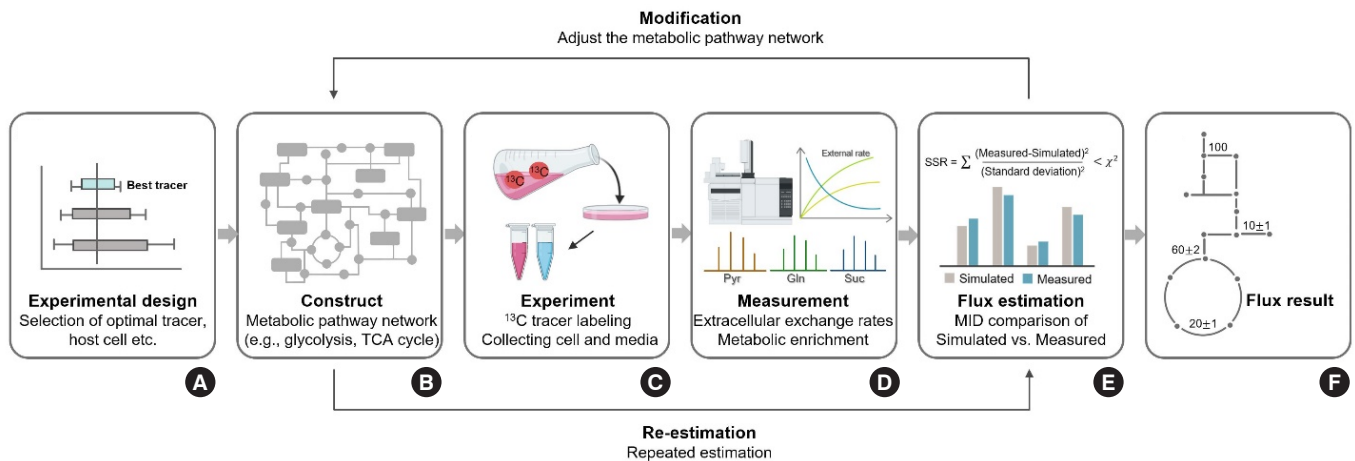 Modification
Adjust the metabolic pathway network
Best tracer
Experimental design
Selection of optimal tracer,
host cell etc.
A
Construct
Metabolic pathway network
(e.g., glycolysis, TCA cycle)
B
¹³C
¹³C
Experiment
¹³C tracer labeling
Collecting cell and media
C
External rate
Pyr
Gln
Suc
Measurement
Extracellular exchange rates
Metabolic enrichment
D
SSR = ∑ (Measured-Simulated)² / (Standard deviation)² < χ²
Simulated
Measured
Flux estimation
MID comparison of
Simulated vs. Measured
E
100
10±1
60±2
20±1
Flux result
F
Re-estimation
Repeated estimation